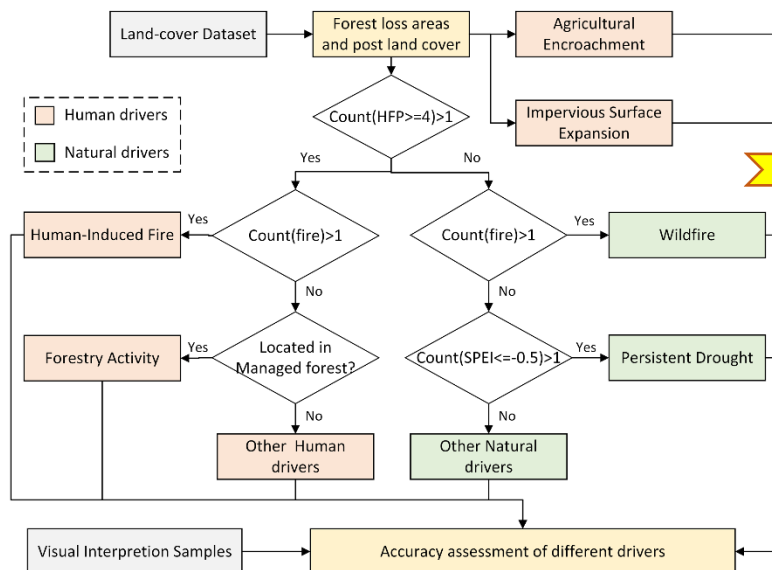 Land-cover Dataset
Forest loss areas
and post land cover
Agricultural
Encroachment
Human drivers
Natural drivers
Count(HFP>=4)>1
Impervious Surface
Expansion
Yes
No
Human-Induced Fire
Yes
Count(fire)>1
Count(fire)>1
Yes
Wildfire
No
No
Forestry Activity
Yes
Located in
Managed forest?
Count(SPEI<=-0.5)>1
Yes
Persistent Drought
No
No
Other Human
drivers
Other Natural
drivers
Visual Interpretion Samples
Accuracy assessment of different drivers